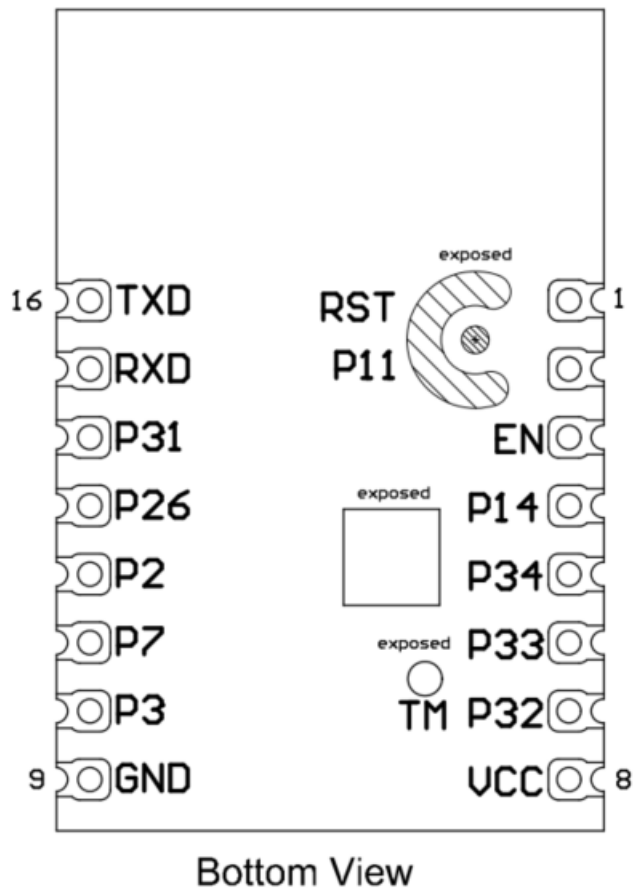 exposed
16 TXD RST 1
RXD P11
P31 EN
exposed
P26 P14
P2 P34
exposed
P7 P33
P3 TM P32
9 GND VCC 8
Bottom View